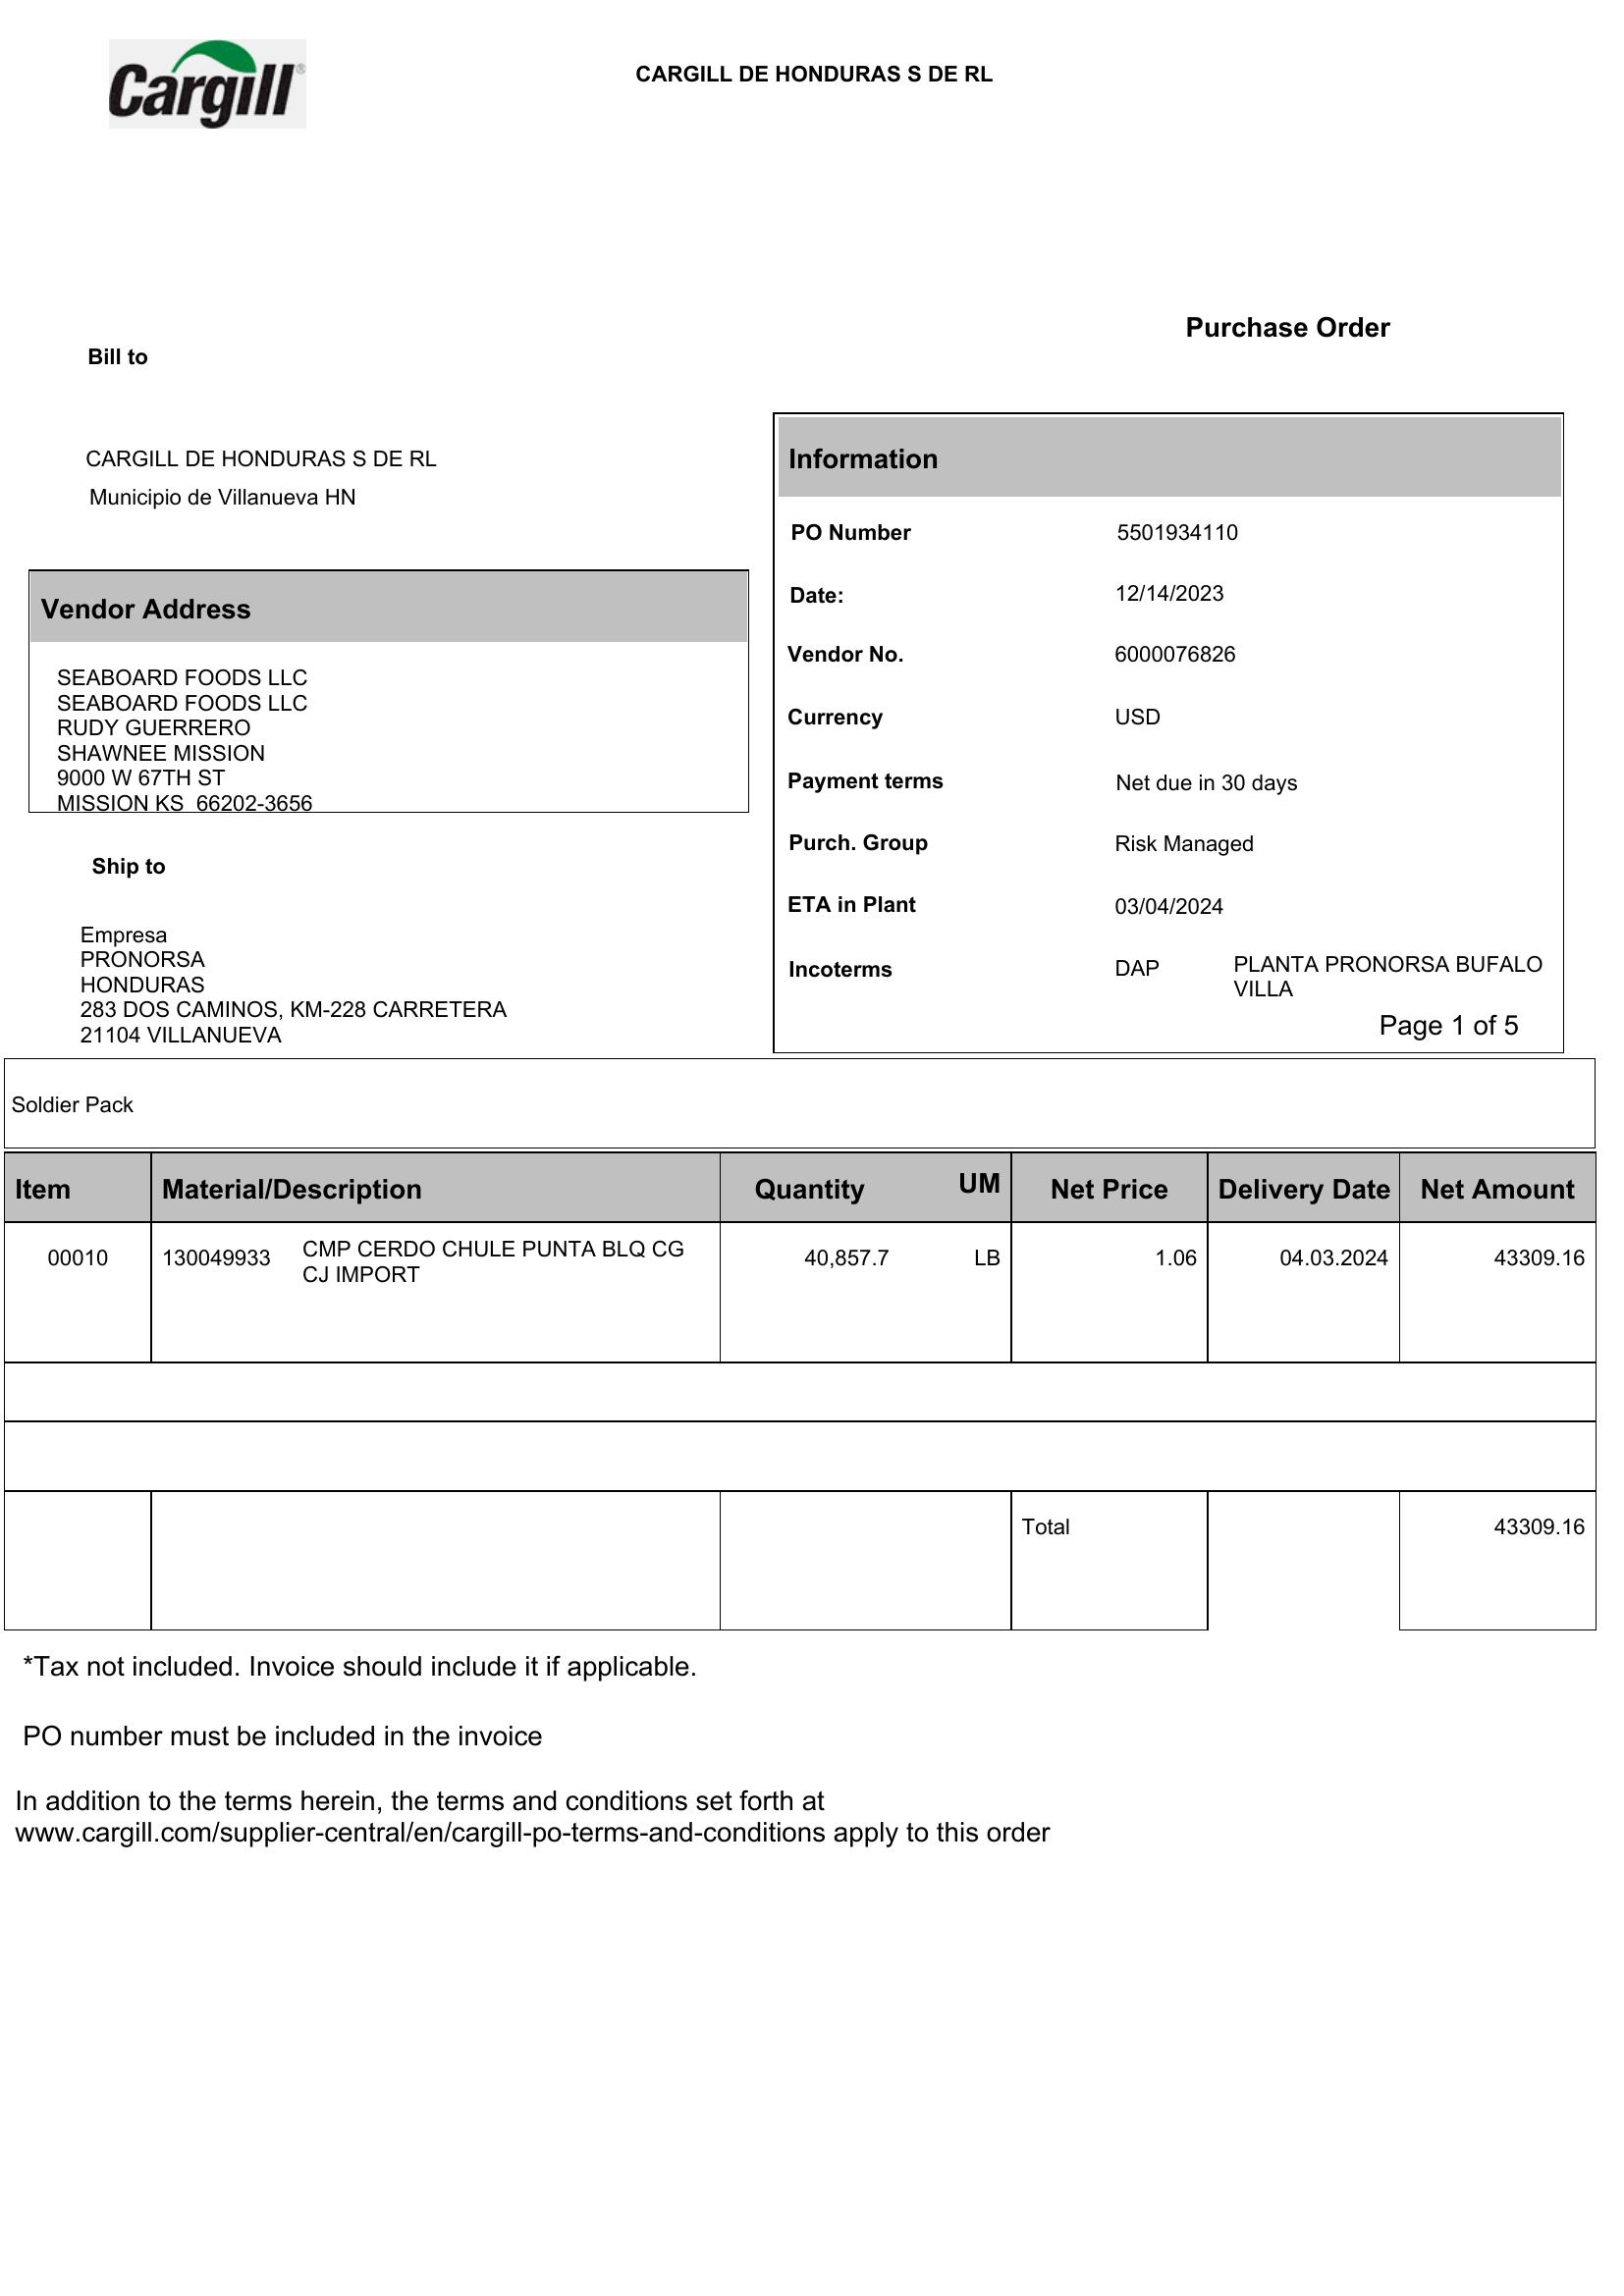 Cargill®
CARGILL DE HONDURAS S DE RL
Purchase Order
Bill to
CARGILL DE HONDURAS S DE RL
Municipio de Villanueva HN
Vendor Address
SEABOARD FOODS LLC
SEABOARD FOODS LLC
RUDY GUERRERO
SHAWNEE MISSION
9000 W 67TH ST
MISSION KS  66202-3656
Ship to
Empresa
PRONORSA
HONDURAS
283 DOS CAMINOS, KM-228 CARRETERA
21104 VILLANUEVA
Information
PO Number 5501934110
Date: 12/14/2023
Vendor No. 6000076826
Currency USD
Payment terms Net due in 30 days
Purch. Group Risk Managed
ETA in Plant 03/04/2024
Incoterms DAP PLANTA PRONORSA BUFALO
VILLA
Page 1 of 5
Soldier Pack
Item Material/Description Quantity UM Net Price Delivery Date Net Amount
00010 130049933 CMP CERDO CHULE PUNTA BLQ CG 40,857.7 LB 1.06 04.03.2024 43309.16
CJ IMPORT
Total 43309.16
*Tax not included. Invoice should include it if applicable.
PO number must be included in the invoice
In addition to the terms herein, the terms and conditions set forth at
www.cargill.com/supplier-central/en/cargill-po-terms-and-conditions apply to this order